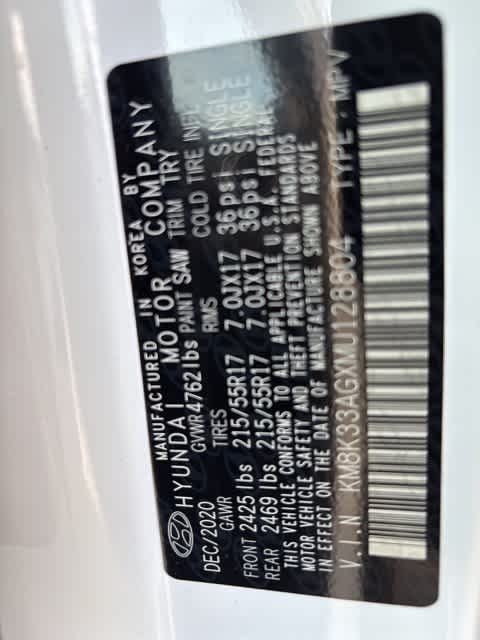 MANUFACTURED IN KOREA BY
HYUNDAI MOTOR COMPANY
DEC/2020 GVWR 4762lbs PAINT SAW TRIM TRY
GAWR TIRES RMS COLD TIRE INFL
FRONT 2425 lbs 215/55R17 7.0JX17 36psi SINGLE
REAR 2469 lbs 215/55R17 7.0JX17 36psi SINGLE
THIS VEHICLE CONFORMS TO ALL APPLICABLE U.S.A. FEDERAL
MOTOR VEHICLE SAFETY AND THEFT PREVENTION STANDARDS
IN EFFECT ON THE DATE OF MANUFACTURE SHOWN ABOVE
V.I.N KM8K33AGXMU128804 TYPE : MPV